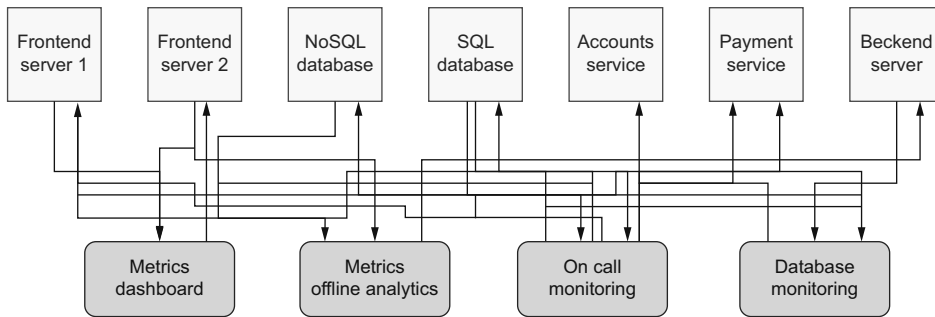 Frontend
server 1
Frontend
server 2
NoSQL
database
SQL
database
Accounts
service
Payment
service
Beckend
server
Metrics
dashboard
Metrics
offline analytics
On call
monitoring
Database
monitoring